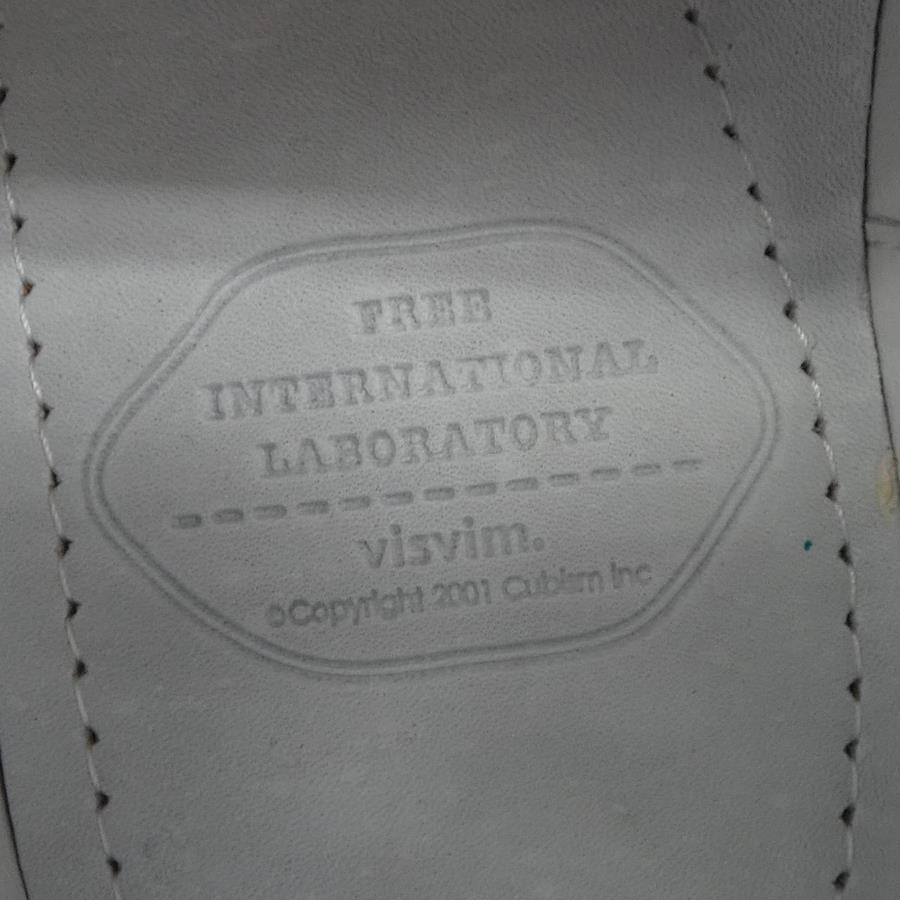 FREE
INTERNATIONAL
LABORATORY
visvim.
©Copyright 2001 Cubism Inc